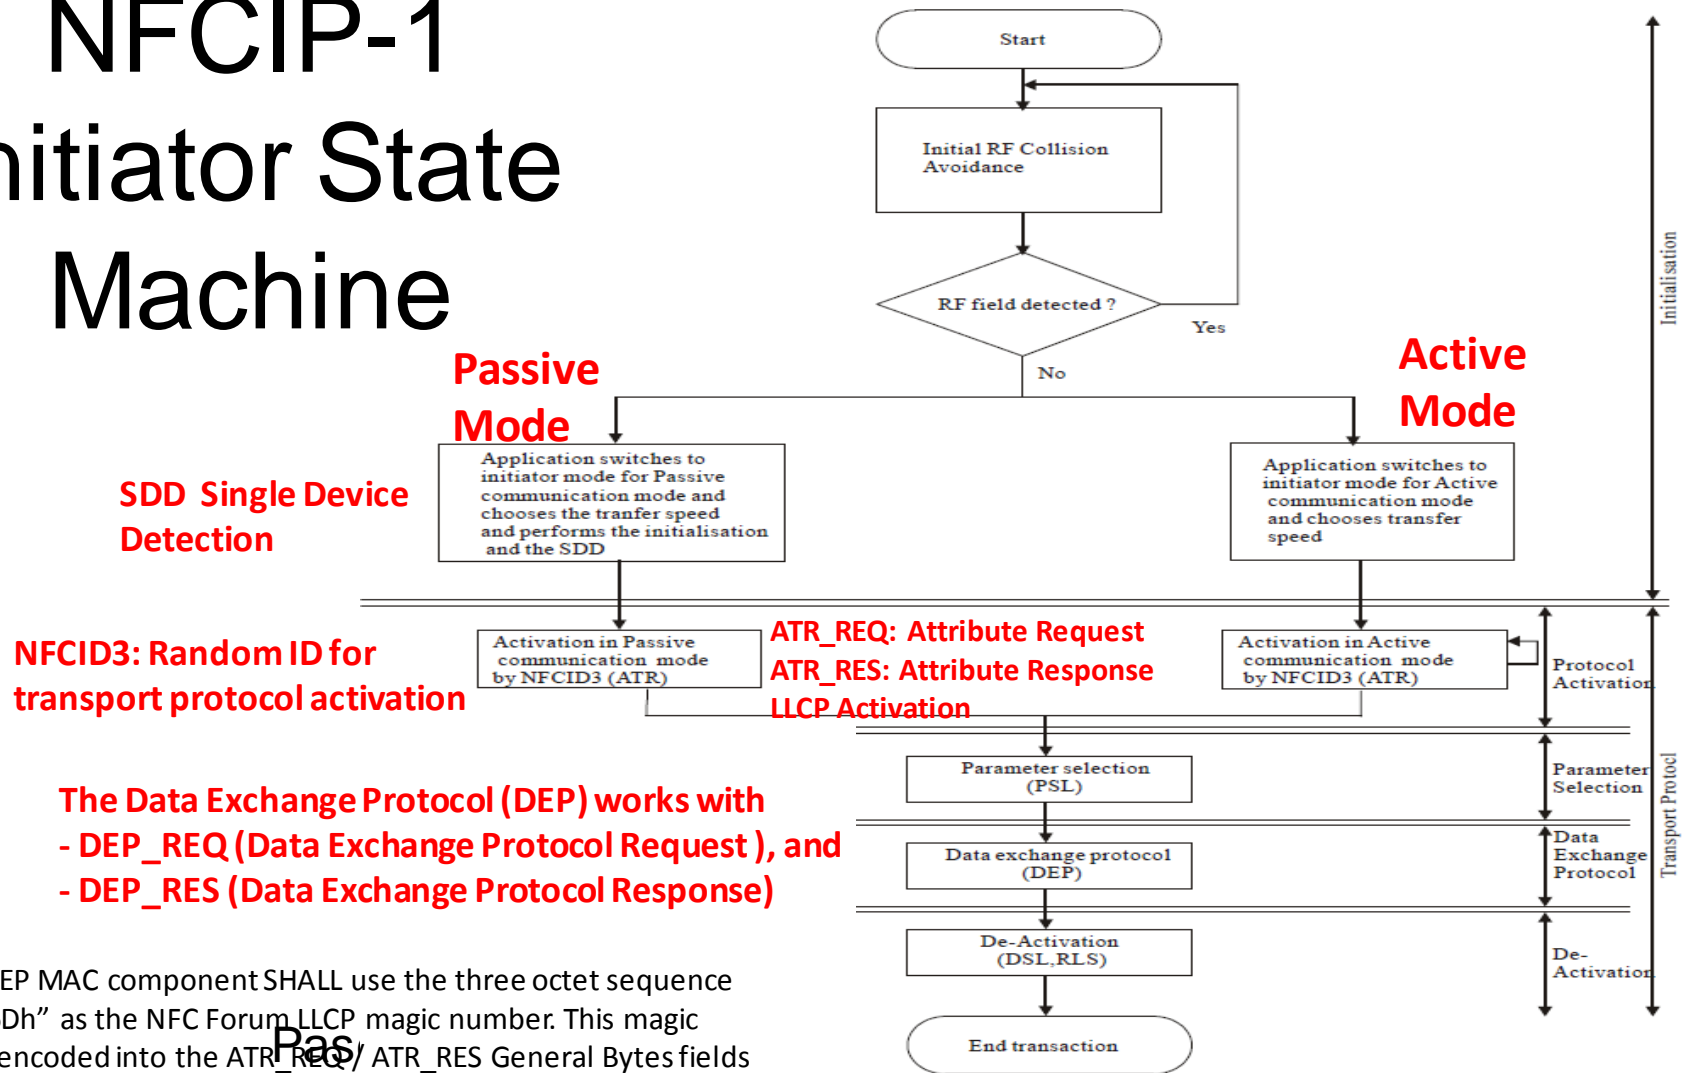 NFCIP-1
nitiator State
Machine
Start
Initial RF Collision
Avoidance
RF field detected ?
Yes
No
Initialisation
Passive
Mode
Active
Mode
SDD Single Device
Detection
Application switches to
initiator mode for Passive
communication mode and
chooses the tranfer speed
and performs the initialisation
and the SDD
Application switches to
initiator mode for Active
communication mode
and chooses transfer
speed
NFCID3: Random ID for
transport protocol activation
Activation in Passive
communication mode
by NFCID3 (ATR)
ATR_REQ: Attribute Request
ATR_RES: Attribute Response
LLCP Activation
Activation in Active
communication mode
by NFCID3 (ATR)
Protocol
Activation
Parameter selection
(PSL)
Parameter
Selection
Transport Protocl
The Data Exchange Protocol (DEP) works with
- DEP_REQ (Data Exchange Protocol Request ), and
- DEP_RES (Data Exchange Protocol Response)
Data exchange protocol
(DEP)
Data
Exchange
Protocol
De-Activation
(DSL,RLS)
De-
Activation
End transaction
EP MAC component SHALL use the three octet sequence
Dh” as the NFC Forum LLCP magic number. This magic
encoded into the ATR_REQ / ATR_RES General Bytes fields
Pas